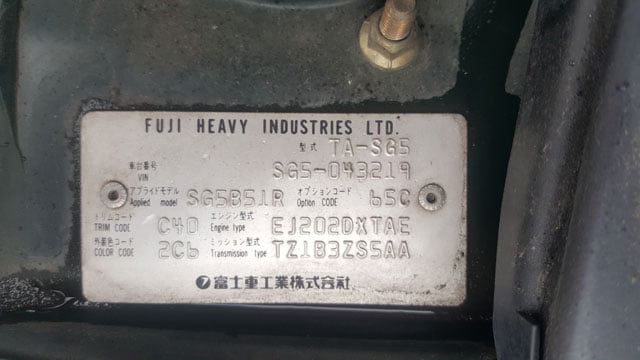 FUJI HEAVY INDUSTRIES LTD.
型式 TA-SG5
車台番号 VIN SG5-043219
アプライドモデル Applied model SG5B51R オプションコード Option CODE 65C
トリムコード TRIM CODE C40 エンジン型式 Engine type EJ202DXTAE
外装色コード COLOR CODE 2C6 ミッション型式 Transmission type TZ1B3ZS5AA
富士重工業株式会社